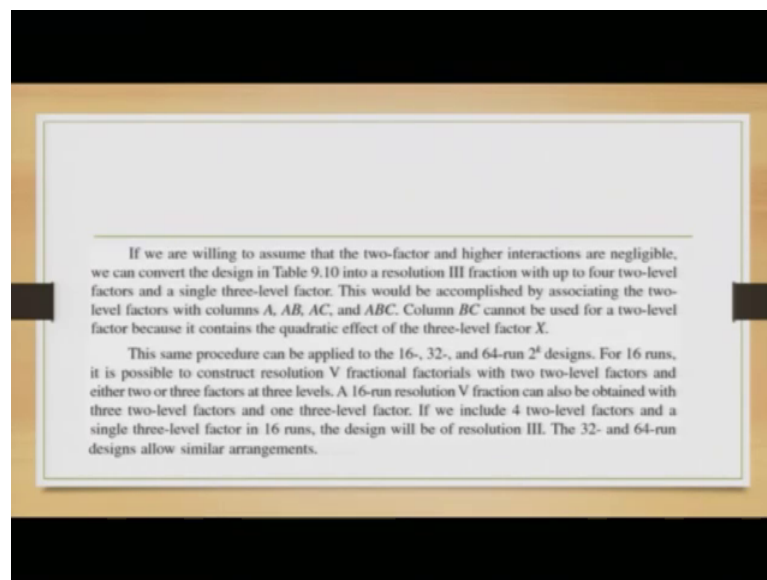 If we are willing to assume that the two-factor and higher interactions are negligible,
we can convert the design in Table 9.10 into a resolution III fraction with up to four two-level
factors and a single three-level factor. This would be accomplished by associating the two-
level factors with columns A, AB, AC, and ABC. Column BC cannot be used for a two-level
factor because it contains the quadratic effect of the three-level factor X.
This same procedure can be applied to the 16-, 32-, and 64-run 2ᵏ designs. For 16 runs,
it is possible to construct resolution V fractional factorials with two two-level factors and
either two or three factors at three levels. A 16-run resolution V fraction can also be obtained with
three two-level factors and one three-level factor. If we include 4 two-level factors and a
single three-level factor in 16 runs, the design will be of resolution III. The 32- and 64-run
designs allow similar arrangements.